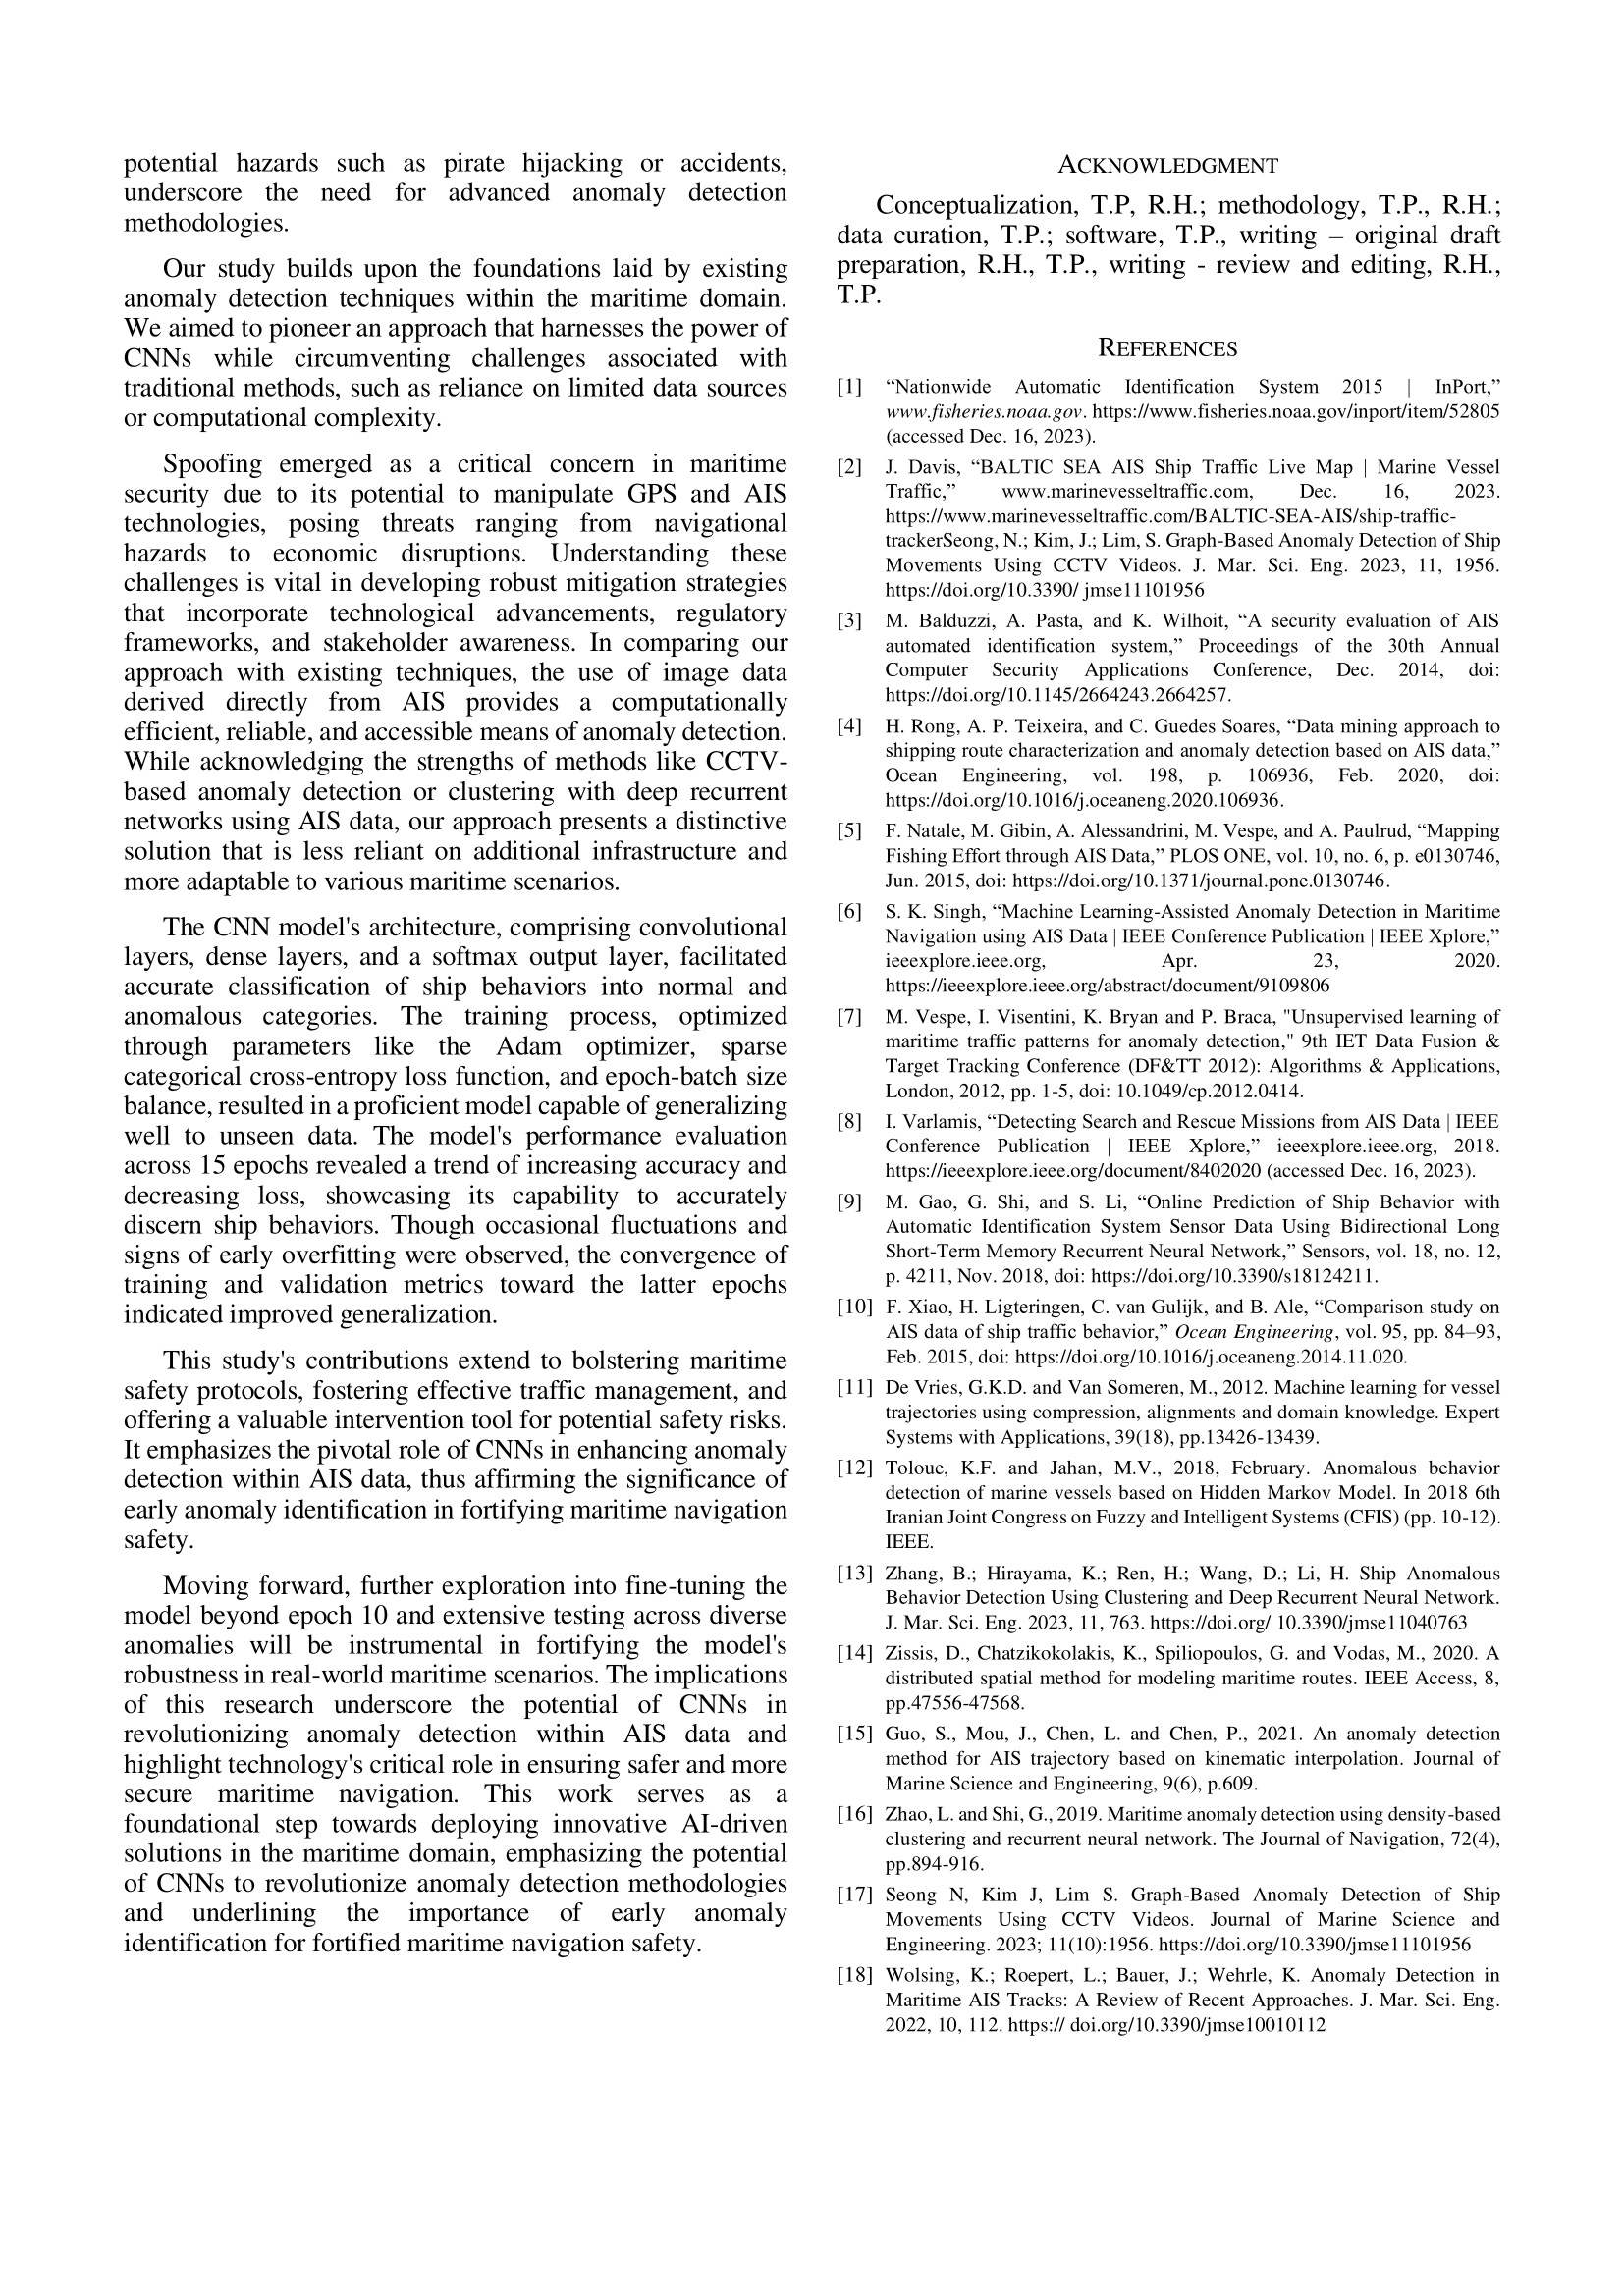 potential hazards such as pirate hijacking or accidents,
underscore the need for advanced anomaly detection
methodologies.
Our study builds upon the foundations laid by existing
anomaly detection techniques within the maritime domain.
We aimed to pioneer an approach that harnesses the power of
CNNs while circumventing challenges associated with
traditional methods, such as reliance on limited data sources
or computational complexity.
Spoofing emerged as a critical concern in maritime
security due to its potential to manipulate GPS and AIS
technologies, posing threats ranging from navigational
hazards to economic disruptions. Understanding these
challenges is vital in developing robust mitigation strategies
that incorporate technological advancements, regulatory
frameworks, and stakeholder awareness. In comparing our
approach with existing techniques, the use of image data
derived directly from AIS provides a computationally
efficient, reliable, and accessible means of anomaly detection.
While acknowledging the strengths of methods like CCTV-
based anomaly detection or clustering with deep recurrent
networks using AIS data, our approach presents a distinctive
solution that is less reliant on additional infrastructure and
more adaptable to various maritime scenarios.
The CNN model's architecture, comprising convolutional
layers, dense layers, and a softmax output layer, facilitated
accurate classification of ship behaviors into normal and
anomalous categories. The training process, optimized
through parameters like the Adam optimizer, sparse
categorical cross-entropy loss function, and epoch-batch size
balance, resulted in a proficient model capable of generalizing
well to unseen data. The model's performance evaluation
across 15 epochs revealed a trend of increasing accuracy and
decreasing loss, showcasing its capability to accurately
discern ship behaviors. Though occasional fluctuations and
signs of early overfitting were observed, the convergence of
training and validation metrics toward the latter epochs
indicated improved generalization.
This study's contributions extend to bolstering maritime
safety protocols, fostering effective traffic management, and
offering a valuable intervention tool for potential safety risks.
It emphasizes the pivotal role of CNNs in enhancing anomaly
detection within AIS data, thus affirming the significance of
early anomaly identification in fortifying maritime navigation
safety.
Moving forward, further exploration into fine-tuning the
model beyond epoch 10 and extensive testing across diverse
anomalies will be instrumental in fortifying the model's
robustness in real-world maritime scenarios. The implications
of this research underscore the potential of CNNs in
revolutionizing anomaly detection within AIS data and
highlight technology's critical role in ensuring safer and more
secure maritime navigation. This work serves as a
foundational step towards deploying innovative AI-driven
solutions in the maritime domain, emphasizing the potential
of CNNs to revolutionize anomaly detection methodologies
and underlining the importance of early anomaly
identification for fortified maritime navigation safety.
ACKNOWLEDGMENT
Conceptualization, T.P, R.H.; methodology, T.P., R.H.;
data curation, T.P.; software, T.P., writing – original draft
preparation, R.H., T.P., writing - review and editing, R.H.,
T.P.
REFERENCES
[1] “Nationwide Automatic Identification System 2015 | InPort,”
www.fisheries.noaa.gov. https://www.fisheries.noaa.gov/inport/item/52805
(accessed Dec. 16, 2023).
[2] J. Davis, “BALTIC SEA AIS Ship Traffic Live Map | Marine Vessel
Traffic,” www.marinevesseltraffic.com, Dec. 16, 2023.
https://www.marinevesseltraffic.com/BALTIC-SEA-AIS/ship-traffic-
trackerSeong, N.; Kim, J.; Lim, S. Graph-Based Anomaly Detection of Ship
Movements Using CCTV Videos. J. Mar. Sci. Eng. 2023, 11, 1956.
https://doi.org/10.3390/ jmse11101956
[3] M. Balduzzi, A. Pasta, and K. Wilhoit, “A security evaluation of AIS
automated identification system,” Proceedings of the 30th Annual
Computer Security Applications Conference, Dec. 2014, doi:
https://doi.org/10.1145/2664243.2664257.
[4] H. Rong, A. P. Teixeira, and C. Guedes Soares, “Data mining approach to
shipping route characterization and anomaly detection based on AIS data,”
Ocean Engineering, vol. 198, p. 106936, Feb. 2020, doi:
https://doi.org/10.1016/j.oceaneng.2020.106936.
[5] F. Natale, M. Gibin, A. Alessandrini, M. Vespe, and A. Paulrud, “Mapping
Fishing Effort through AIS Data,” PLOS ONE, vol. 10, no. 6, p. e0130746,
Jun. 2015, doi: https://doi.org/10.1371/journal.pone.0130746.
[6] S. K. Singh, “Machine Learning-Assisted Anomaly Detection in Maritime
Navigation using AIS Data | IEEE Conference Publication | IEEE Xplore,”
ieeexplore.ieee.org, Apr. 23, 2020.
https://ieeexplore.ieee.org/abstract/document/9109806
[7] M. Vespe, I. Visentini, K. Bryan and P. Braca, "Unsupervised learning of
maritime traffic patterns for anomaly detection," 9th IET Data Fusion &
Target Tracking Conference (DF&TT 2012): Algorithms & Applications,
London, 2012, pp. 1-5, doi: 10.1049/cp.2012.0414.
[8] I. Varlamis, “Detecting Search and Rescue Missions from AIS Data | IEEE
Conference Publication | IEEE Xplore,” ieeexplore.ieee.org, 2018.
https://ieeexplore.ieee.org/document/8402020 (accessed Dec. 16, 2023).
[9] M. Gao, G. Shi, and S. Li, “Online Prediction of Ship Behavior with
Automatic Identification System Sensor Data Using Bidirectional Long
Short-Term Memory Recurrent Neural Network,” Sensors, vol. 18, no. 12,
p. 4211, Nov. 2018, doi: https://doi.org/10.3390/s18124211.
[10] F. Xiao, H. Ligteringen, C. van Gulijk, and B. Ale, “Comparison study on
AIS data of ship traffic behavior,” Ocean Engineering, vol. 95, pp. 84–93,
Feb. 2015, doi: https://doi.org/10.1016/j.oceaneng.2014.11.020.
[11] De Vries, G.K.D. and Van Someren, M., 2012. Machine learning for vessel
trajectories using compression, alignments and domain knowledge. Expert
Systems with Applications, 39(18), pp.13426-13439.
[12] Toloue, K.F. and Jahan, M.V., 2018, February. Anomalous behavior
detection of marine vessels based on Hidden Markov Model. In 2018 6th
Iranian Joint Congress on Fuzzy and Intelligent Systems (CFIS) (pp. 10-12).
IEEE.
[13] Zhang, B.; Hirayama, K.; Ren, H.; Wang, D.; Li, H. Ship Anomalous
Behavior Detection Using Clustering and Deep Recurrent Neural Network.
J. Mar. Sci. Eng. 2023, 11, 763. https://doi.org/ 10.3390/jmse11040763
[14] Zissis, D., Chatzikokolakis, K., Spiliopoulos, G. and Vodas, M., 2020. A
distributed spatial method for modeling maritime routes. IEEE Access, 8,
pp.47556-47568.
[15] Guo, S., Mou, J., Chen, L. and Chen, P., 2021. An anomaly detection
method for AIS trajectory based on kinematic interpolation. Journal of
Marine Science and Engineering, 9(6), p.609.
[16] Zhao, L. and Shi, G., 2019. Maritime anomaly detection using density-based
clustering and recurrent neural network. The Journal of Navigation, 72(4),
pp.894-916.
[17] Seong N, Kim J, Lim S. Graph-Based Anomaly Detection of Ship
Movements Using CCTV Videos. Journal of Marine Science and
Engineering. 2023; 11(10):1956. https://doi.org/10.3390/jmse11101956
[18] Wolsing, K.; Roepert, L.; Bauer, J.; Wehrle, K. Anomaly Detection in
Maritime AIS Tracks: A Review of Recent Approaches. J. Mar. Sci. Eng.
2022, 10, 112. https:// doi.org/10.3390/jmse10010112